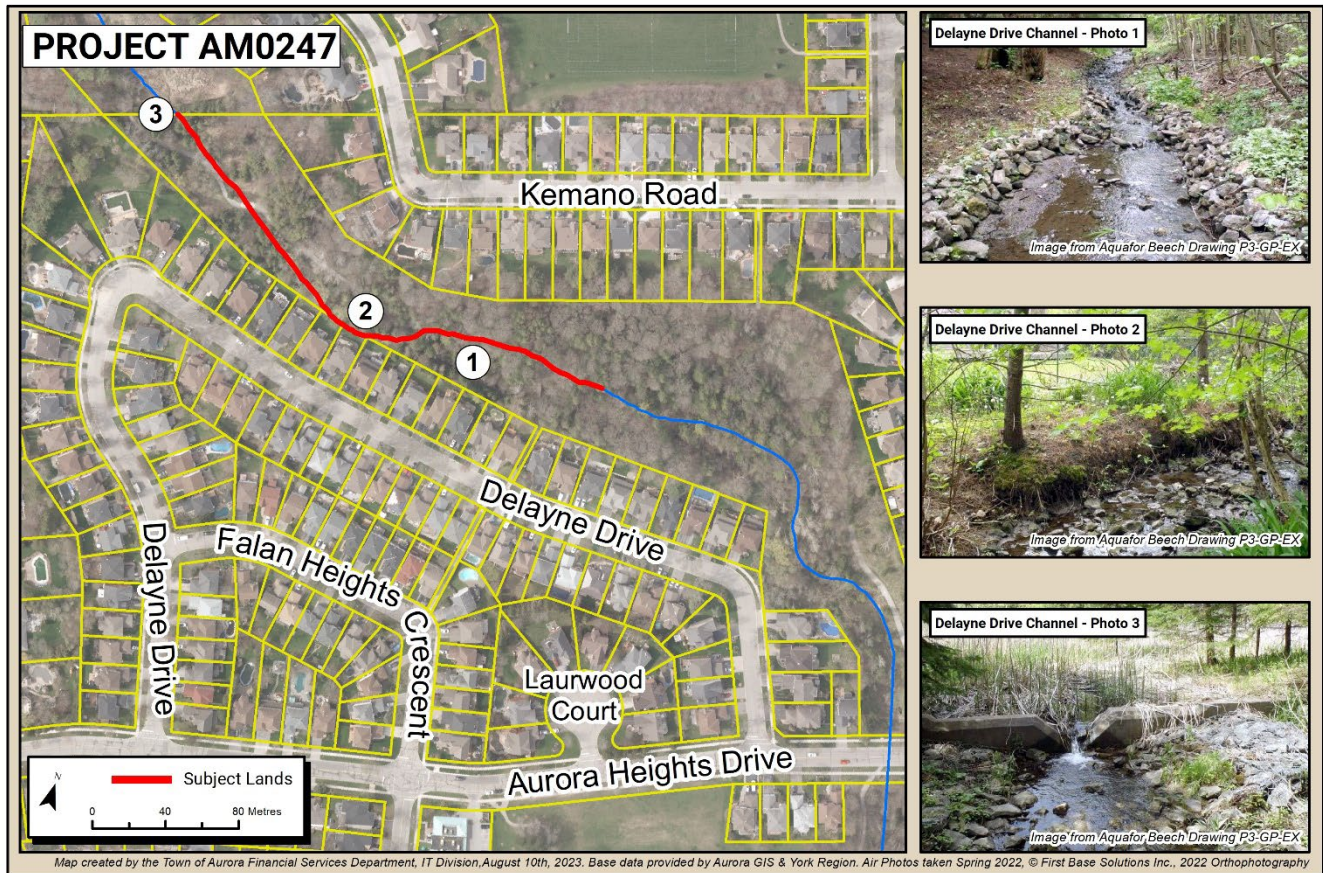 PROJECT AM0247
3
2
1
Kemano Road
Delayne Drive
Delayne Drive
Falan Heights
Crescent
Laurwood
Court
Aurora Heights Drive
N
Subject Lands
0 40 80 Metres
Delayne Drive Channel - Photo 1
Image from Aquafor Beech Drawing P3-GP-EX
Delayne Drive Channel - Photo 2
Image from Aquafor Beech Drawing P3-GP-EX
Delayne Drive Channel - Photo 3
Image from Aquafor Beech Drawing P3-GP-EX
Map created by the Town of Aurora Financial Services Department, IT Division,August 10th, 2023. Base data provided by Aurora GIS & York Region. Air Photos taken Spring 2022, © First Base Solutions Inc., 2022 Orthophotography